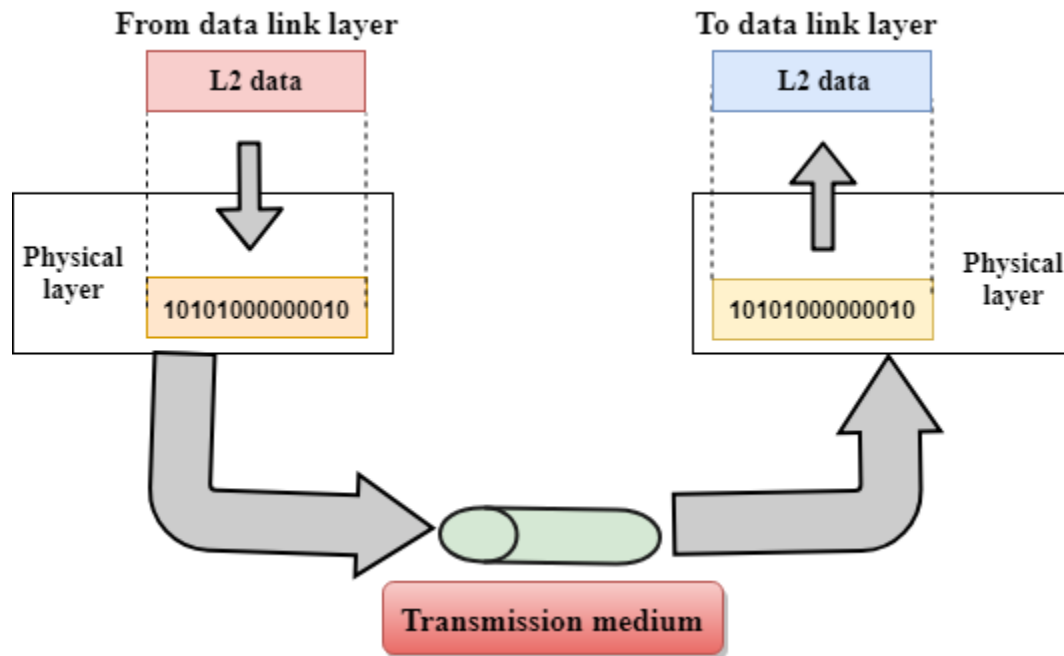 From data link layer
To data link layer
L2 data
L2 data
Physical
layer
10101000000010
10101000000010
Physical
layer
Transmission medium